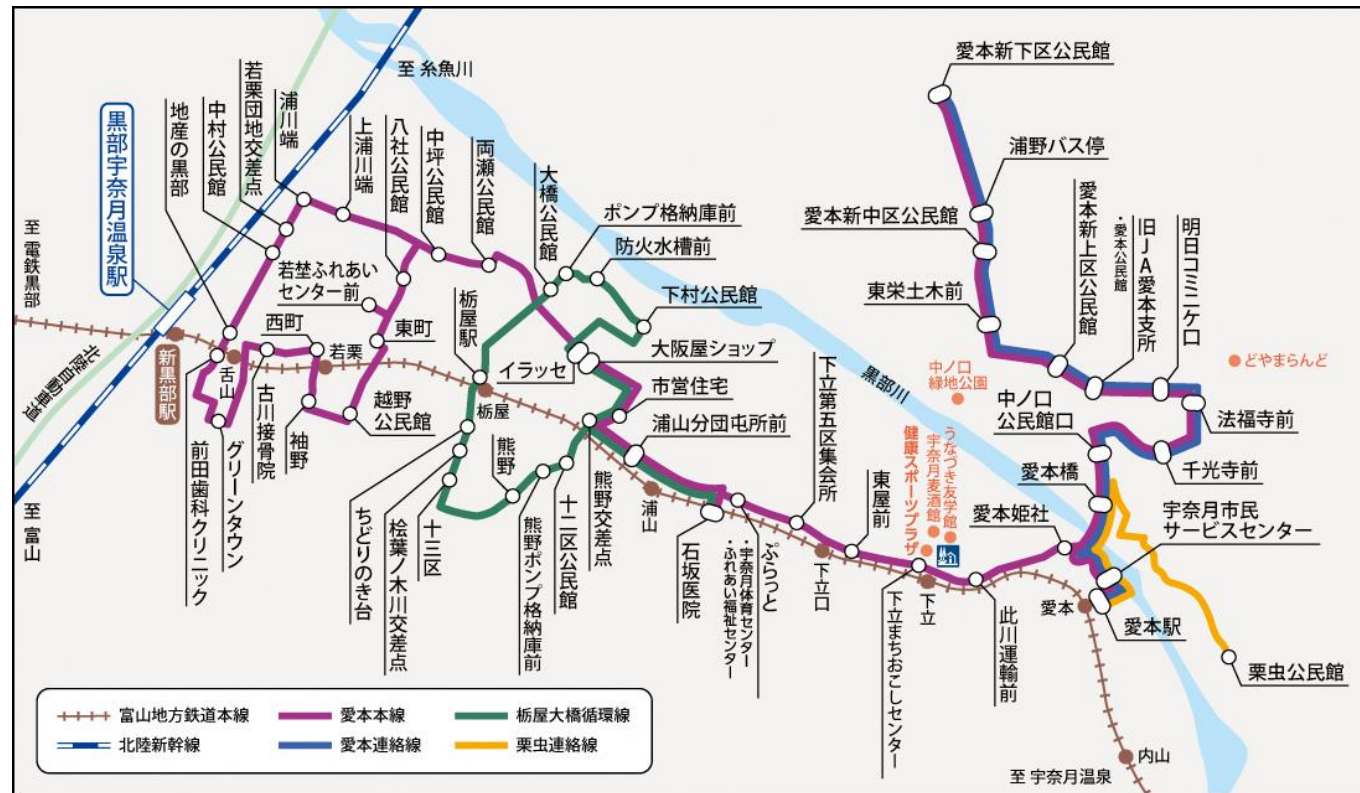 至 糸魚川
愛本新下区公民館
浦野バス停
愛本新中区公民館
愛本新上区公民館
旧JA愛本支所
・愛本公民館
明日コミニケ口
東栄土木前
法福寺前
千光寺前
中ノ口
公民館口
愛本橋
宇奈月市民
サービスセンター
愛本姫社
愛本駅
栗虫公民館
どやまらんど
中ノ口
緑地公園
黒部川
黒部宇奈月温泉駅
地産の黒部
中村公民館
若栗団地交差点
浦川端
上浦川端
八社公民館
中坪公民館
両瀬公民館
大橋公民館
ポンプ格納庫前
防火水槽前
下村公民館
大阪屋ショップ
イラッセ
市営住宅
浦山分団屯所前
若埜ふれあい
センター前
西町
東町
若栗
越野
公民館
栃屋駅
栃屋
至 電鉄黒部
北陸自動車道
新黒部駅
舌山
至 富山
前田歯科クリニック
グリーンタウン
古川接骨院
袖野
ちどりのき台
桧葉ノ木川交差点
十三区
熊野
熊野ポンプ格納庫前
十二区公民館
熊野交差点
浦山
石坂医院
ぷらっと
・宇奈月体育センター
・ふれあい福祉センター
下立第五区集会所
下立口
東屋前
健康スポーツプラザ
宇奈月麦酒館
うなづき友学館
下立まちおこしセンター
下立
此川運輸前
愛本
内山
至 宇奈月温泉
富山地方鉄道本線
愛本本線
栃屋大橋循環線
北陸新幹線
愛本連絡線
栗虫連絡線